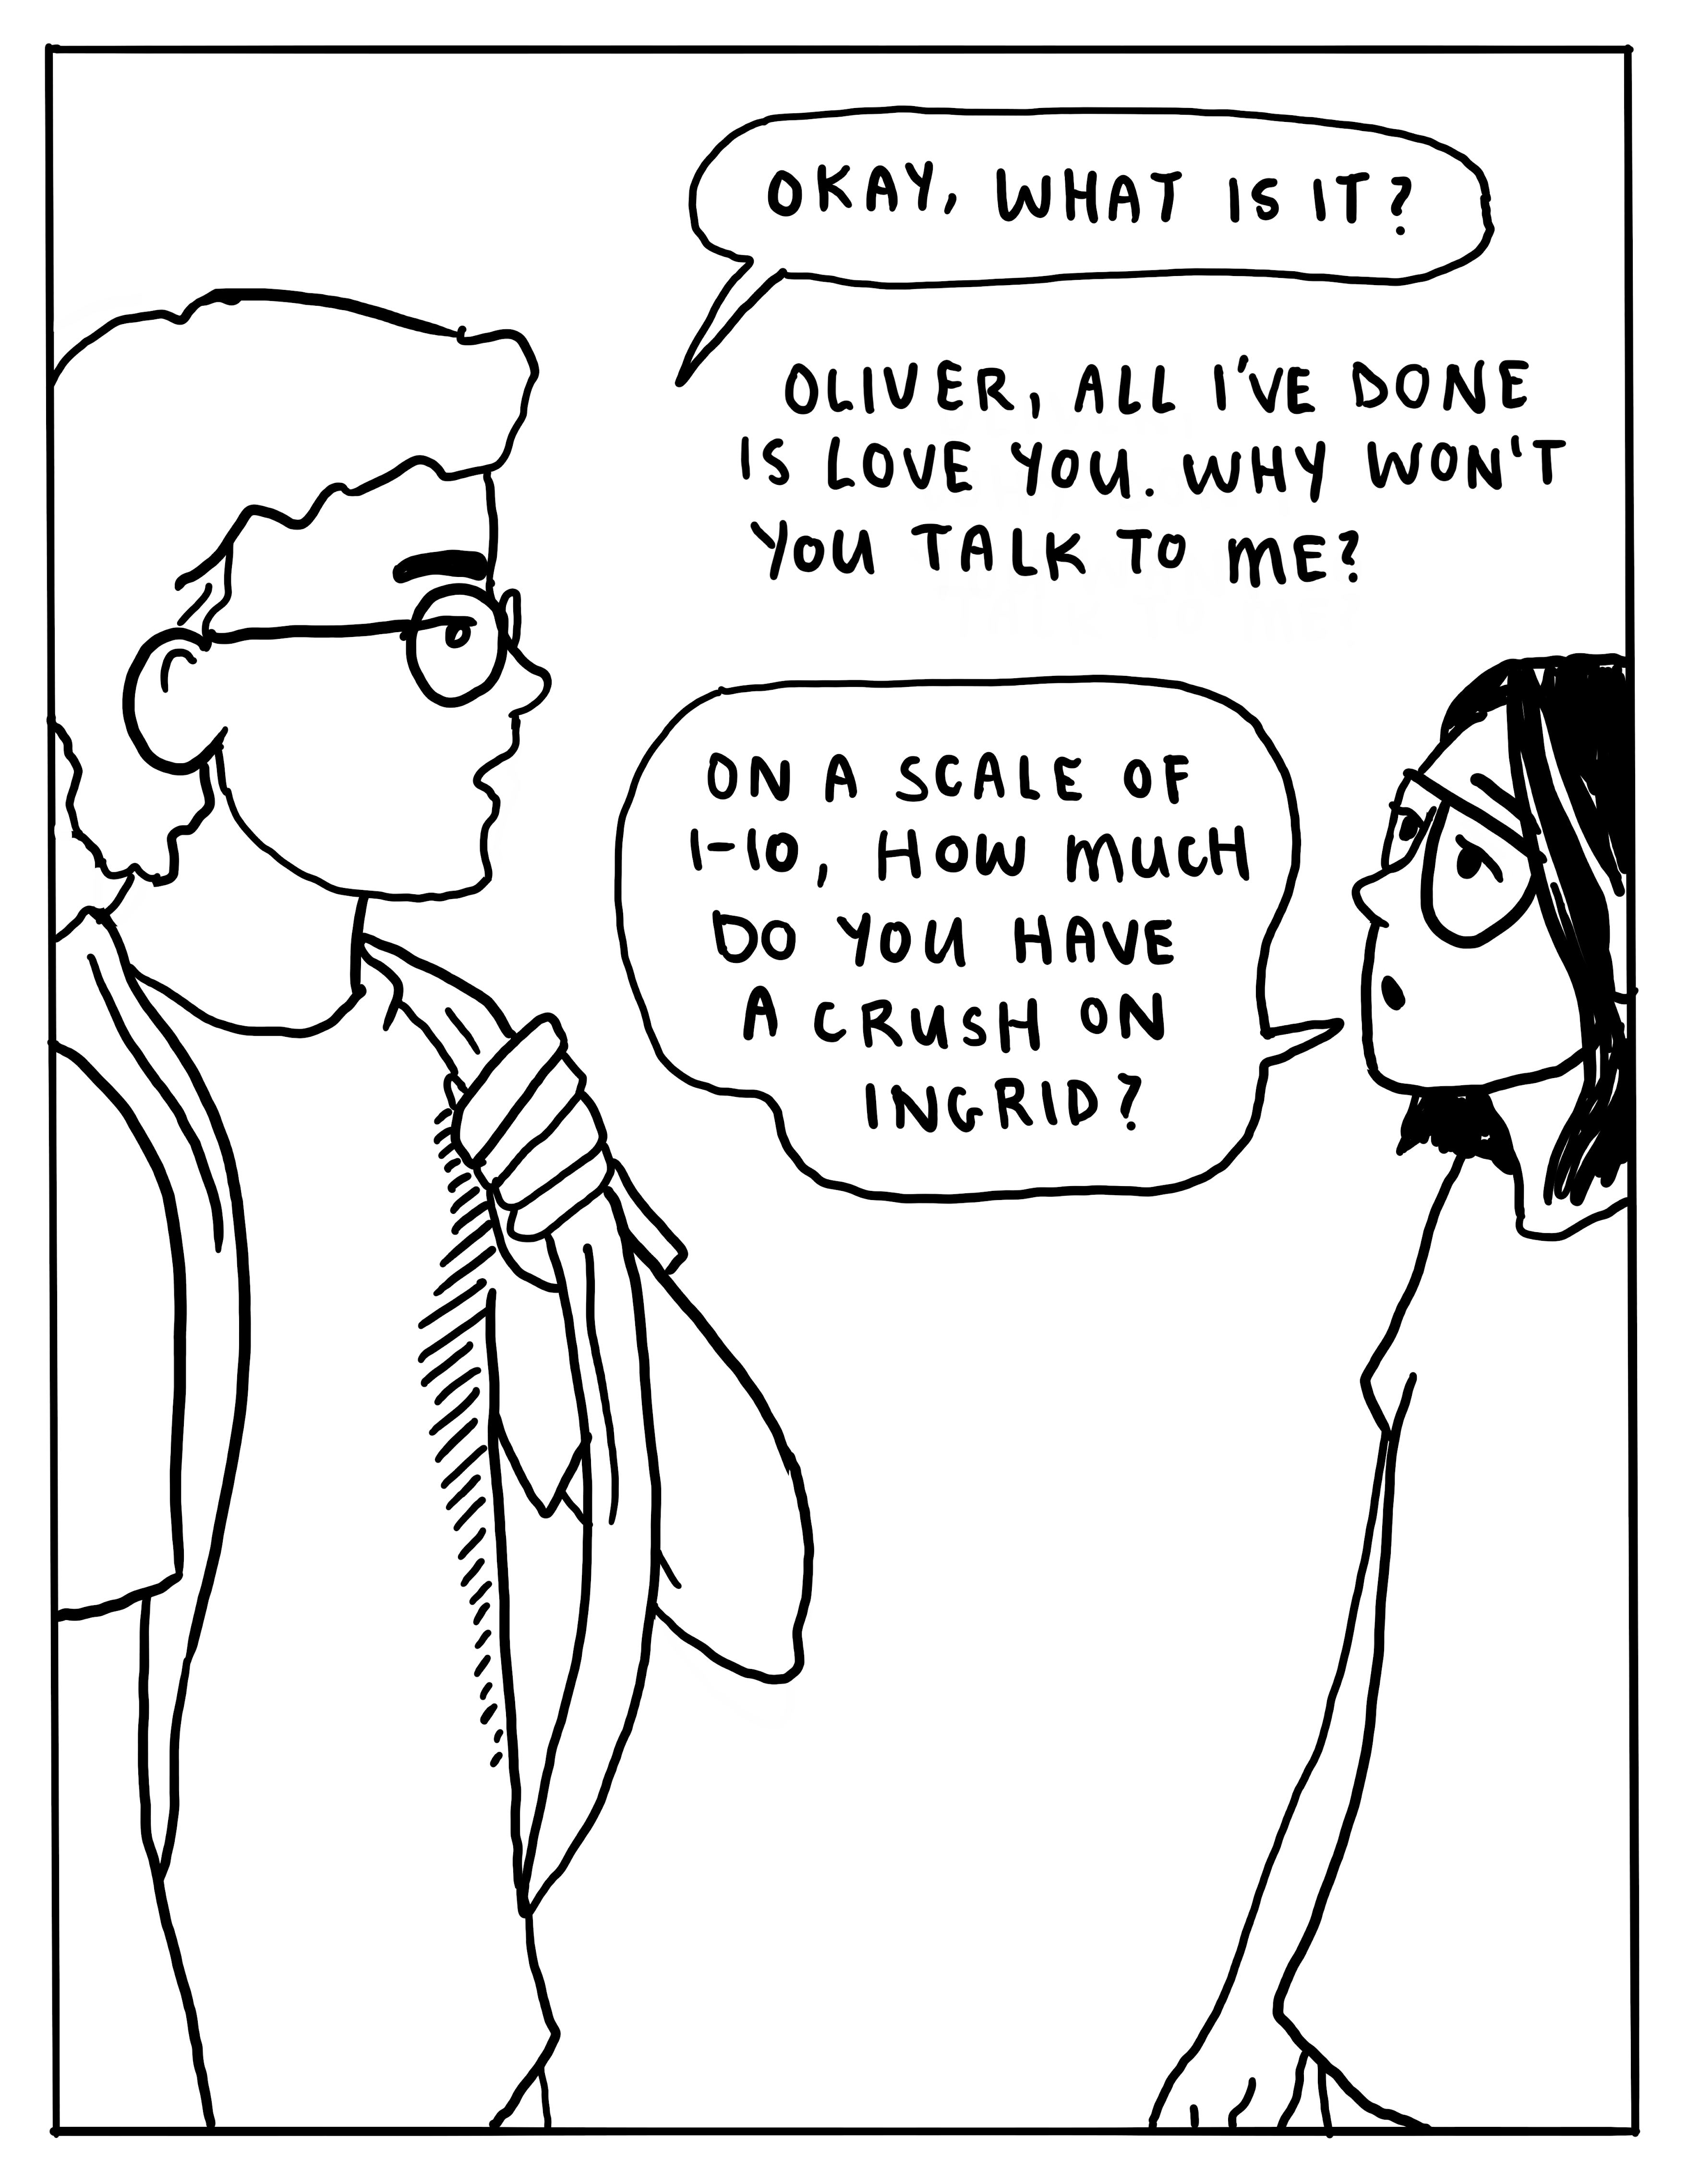 OKAY, WHAT IS IT?
OLIVER, ALL I'VE DONE
IS LOVE YOU. WHY WON'T
YOU TALK TO ME?
ON A SCALE OF
1-10, HOW MUCH
DO YOU HAVE
A CRUSH ON
INGRID?